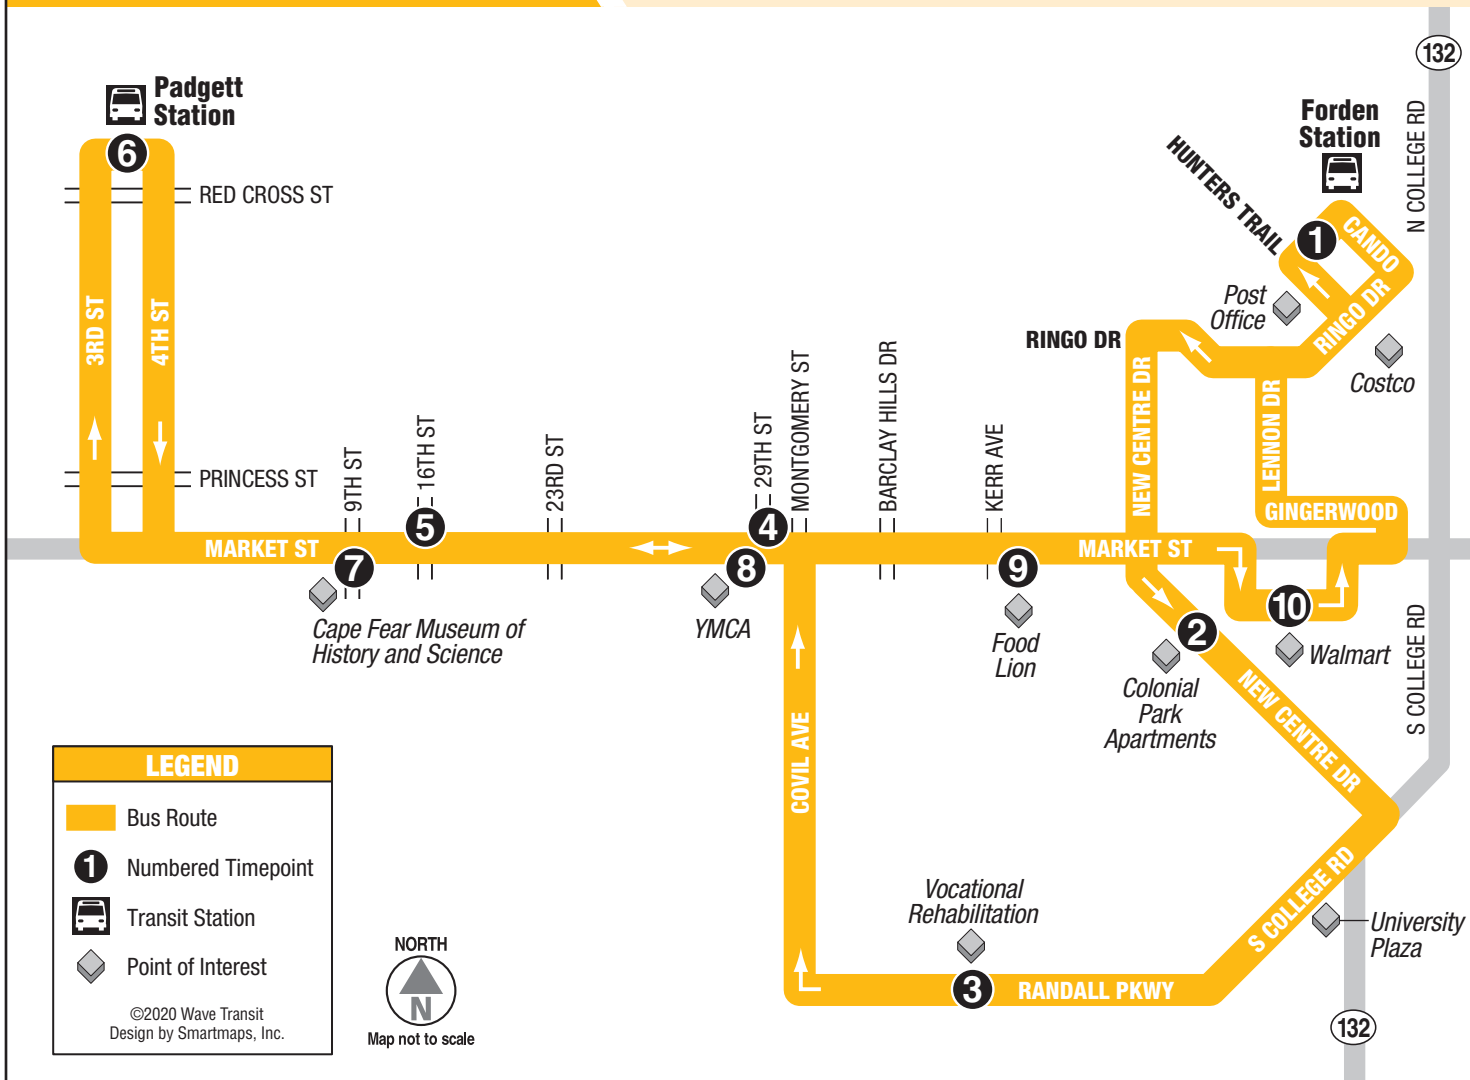 132
Padgett
Station
6
RED CROSS ST
3RD ST
4TH ST
PRINCESS ST
Forden
Station
N COLLEGE RD
HUNTERS TRAIL
1
CANDO
Post
Office
RINGO DR
RINGO DR
Costco
NEW CENTRE DR
LENNON DR
GINGERWOOD
9TH ST
16TH ST
23RD ST
29TH ST
MONTGOMERY ST
BARCLAY HILLS DR
KERR AVE
MARKET ST
MARKET ST
5
4
7
8
9
10
2
Cape Fear Museum of
History and Science
YMCA
Food
Lion
Colonial
Park
Apartments
Walmart
S COLLEGE RD
NEW CENTRE DR
COVIL AVE
S COLLEGE RD
Vocational
Rehabilitation
3
RANDALL PKWY
University
Plaza
132
LEGEND
Bus Route
1
Numbered Timepoint
Transit Station
Point of Interest
©2020 Wave Transit
Design by Smartmaps, Inc.
NORTH
N
Map not to scale